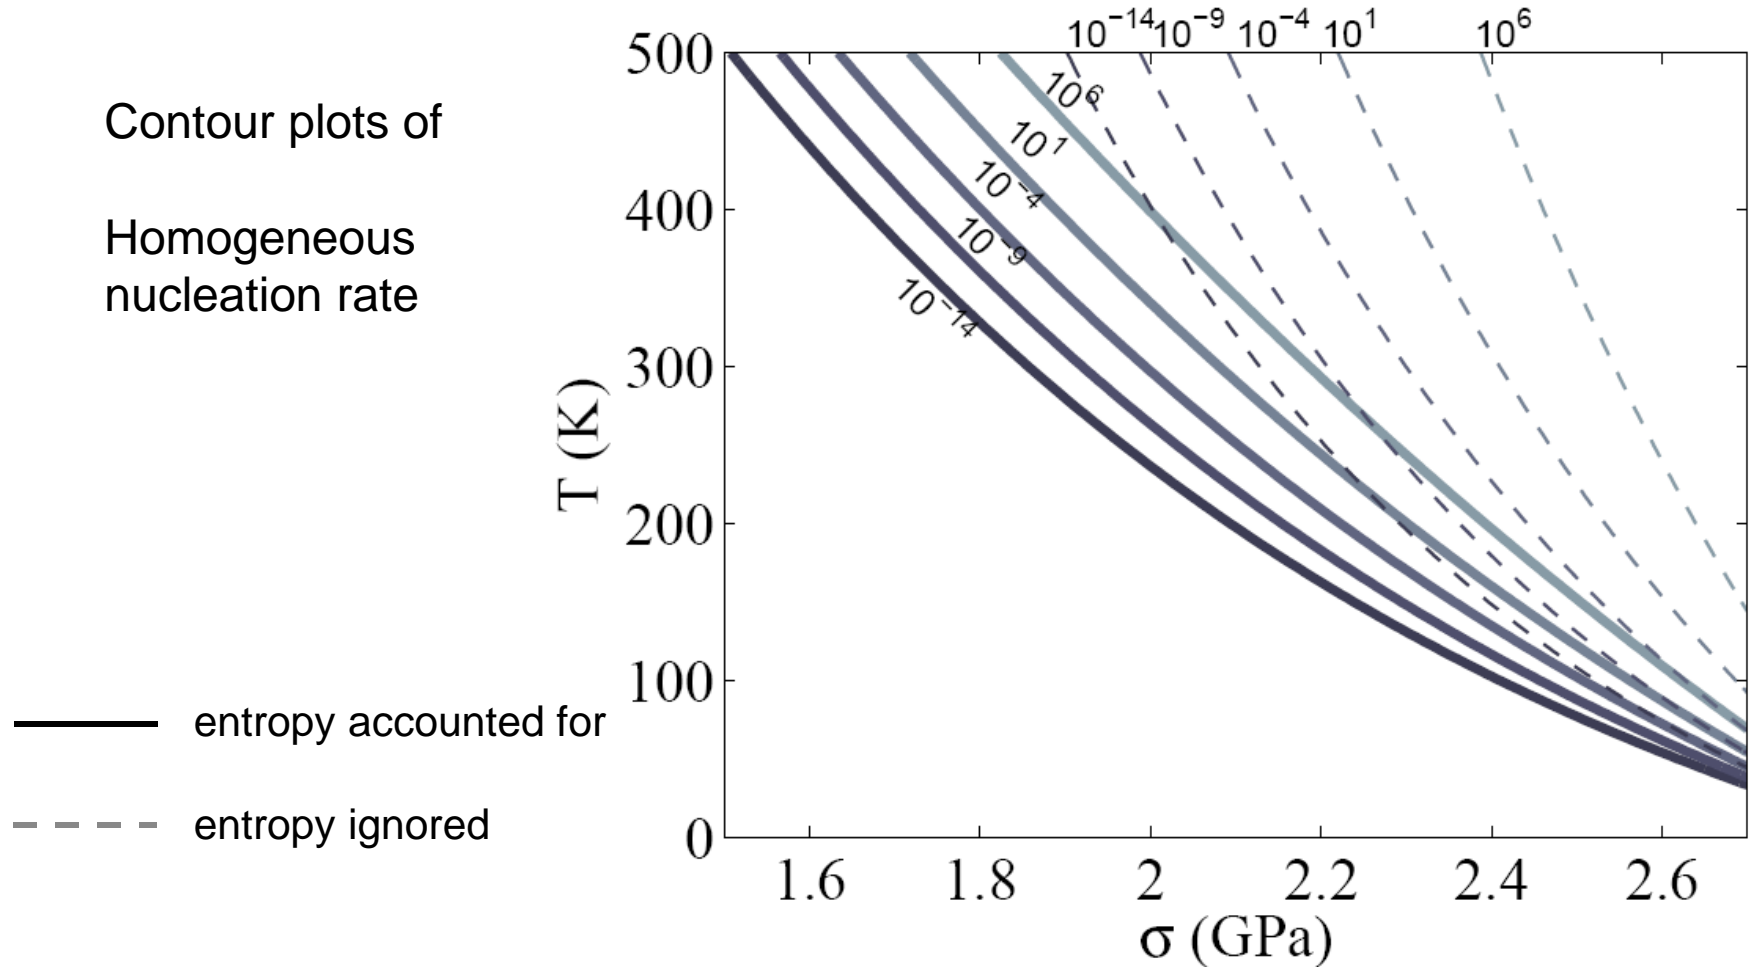 Contour plots of
Homogeneous
nucleation rate
entropy accounted for
entropy ignored
10⁻¹⁴ 10⁻⁹ 10⁻⁴ 10¹ 10⁶
10⁶
10¹
10⁻⁴
10⁻⁹
10⁻¹⁴
500
400
300
200
100
0
T (K)
1.6 1.8 2 2.2 2.4 2.6
σ (GPa)